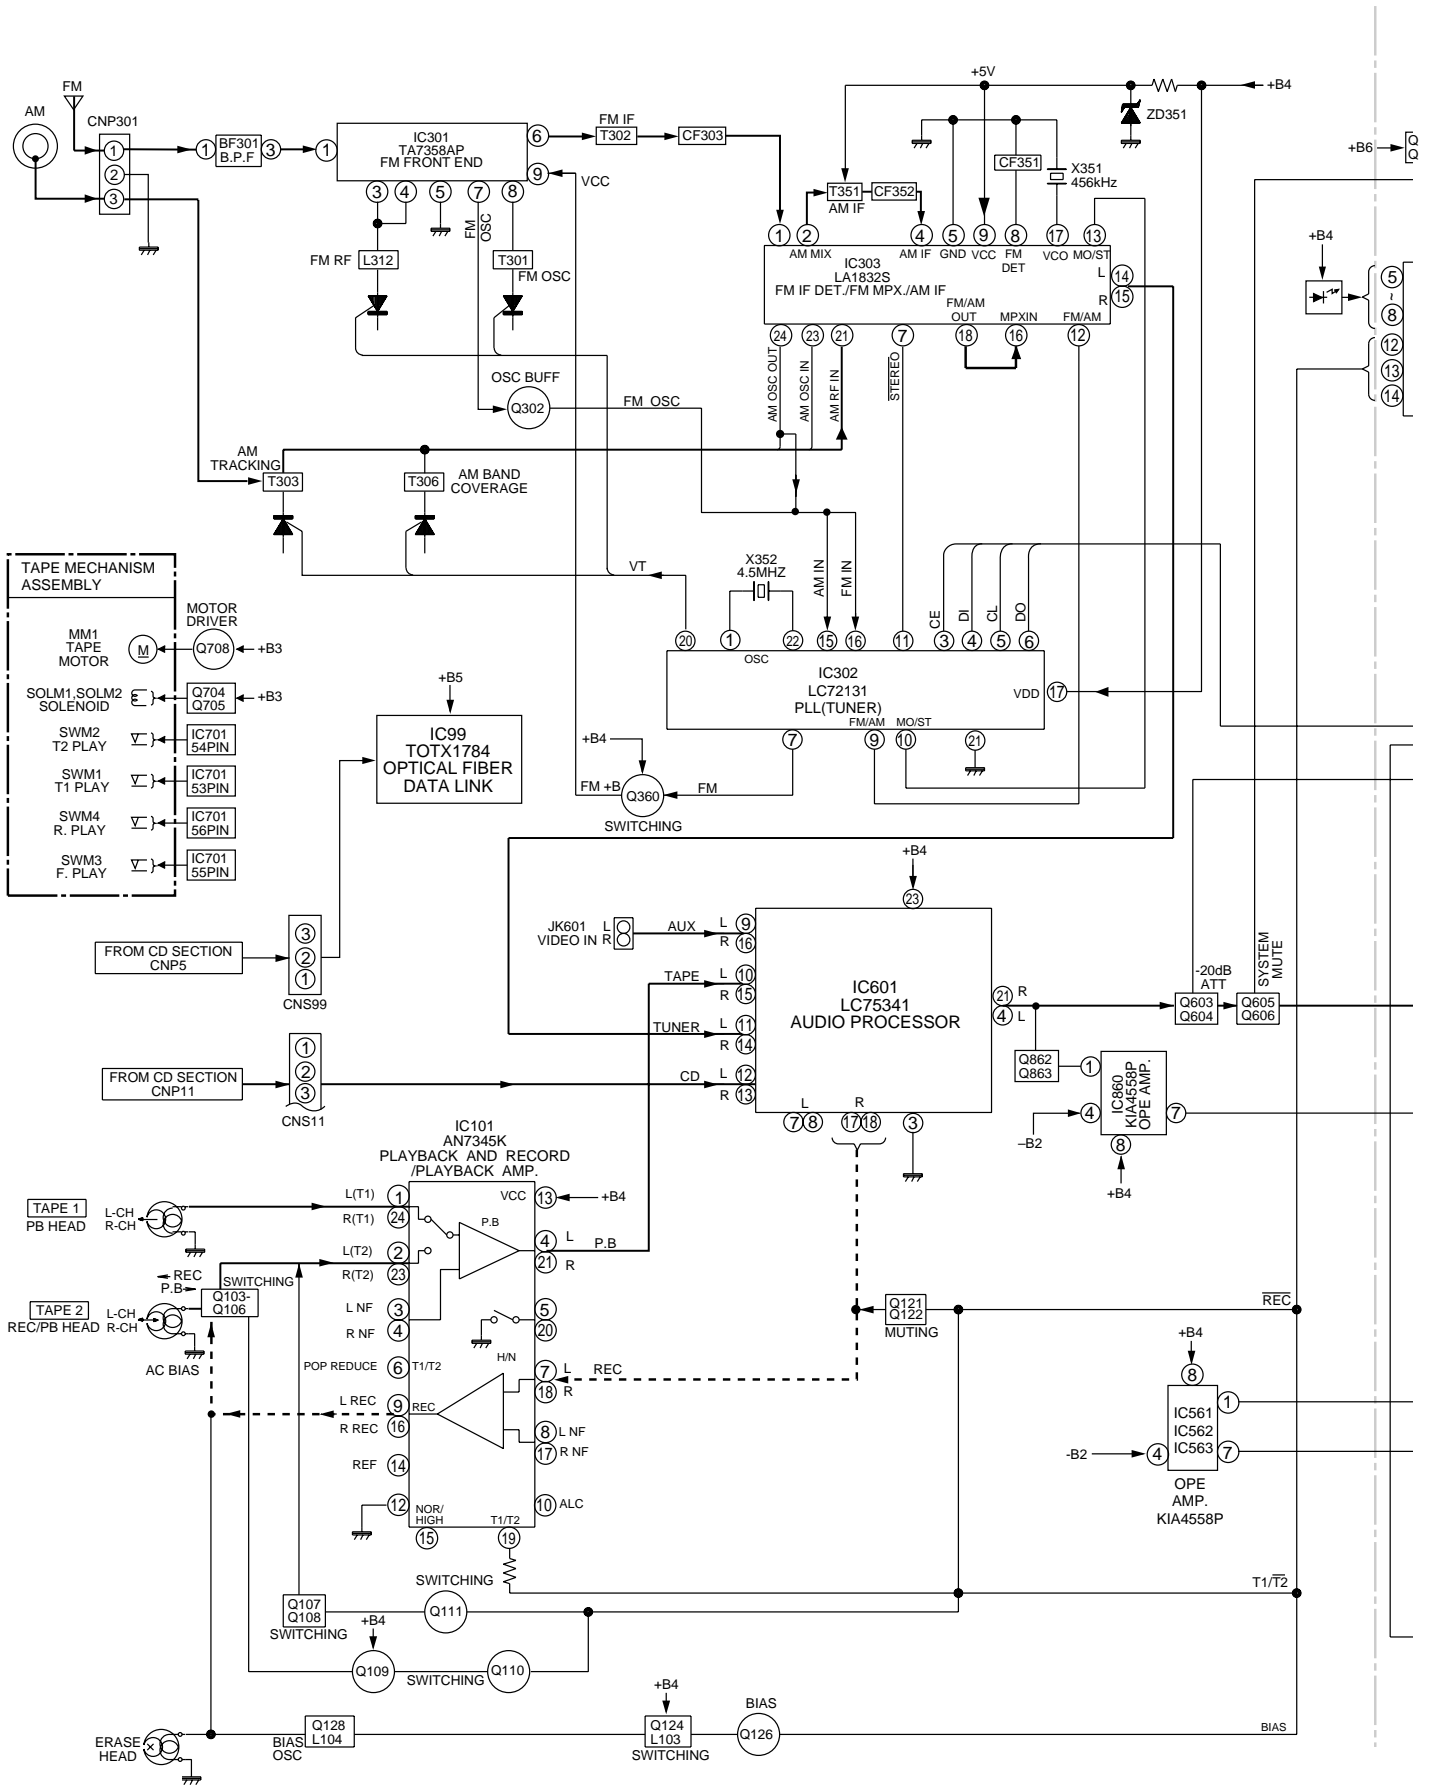 FM
AM
CNP301
1
2
3
1
BF301
B.P.F
3
1
IC301
TA7358AP
FM FRONT END
6
9
VCC
3
4
5
7
8
FM IF
T302
CF303
+5V
+B4
ZD351
CF351
X351
456kHz
T351
CF352
AM IF
FM RF
L312
FM
OSC
T301
FM OSC
1
2
4
5
9
8
17
13
AM MIX
AM IF
GND
VCC
FM
DET
VCO
MO/ST
IC303
LA1832S
FM IF DET./FM MPX./AM IF
L
14
R
15
FM/AM
OUT
MPXIN
FM/AM
24
23
21
7
18
16
12
AM OSC OUT
AM OSC IN
AM RF IN
STEREO
+B6
Q
Q
+B4
5
~
8
12
13
14
OSC BUFF
Q302
FM OSC
AM
TRACKING
T303
T306
AM BAND
COVERAGE
VT
X352
4.5MHZ
AM IN
FM IN
CE
DI
CL
DO
20
1
22
15
16
11
3
4
5
6
OSC
IC302
LC72131
PLL(TUNER)
VDD
17
FM/AM
MO/ST
7
9
10
21
TAPE MECHANISM
ASSEMBLY
MM1
TAPE
MOTOR
M
MOTOR
DRIVER
Q708
+B3
SOLM1,SOLM2
SOLENOID
Q704
Q705
+B3
SWM2
T2 PLAY
IC701
54PIN
SWM1
T1 PLAY
IC701
53PIN
SWM4
R. PLAY
IC701
56PIN
SWM3
F. PLAY
IC701
55PIN
+B5
IC99
TOTX1784
OPTICAL FIBER
DATA LINK
+B4
FM +B
Q360
FM
SWITCHING
FROM CD SECTION
CNP5
3
2
1
CNS99
FROM CD SECTION
CNP11
1
2
3
CNS11
+B4
23
JK601
VIDEO IN
L
R
AUX
L
9
R
16
TAPE
L
10
R
15
TUNER
L
11
R
14
CD
L
12
R
13
IC601
LC75341
AUDIO PROCESSOR
21
R
4
L
L
R
7
8
17
18
3
-20dB
ATT
SYSTEM
MUTE
Q603
Q604
Q605
Q606
Q862
Q863
1
IC860
KIA4558P
OPE AMP.
4
7
–B2
8
+B4
IC101
AN7345K
PLAYBACK AND RECORD
/PLAYBACK AMP.
TAPE 1
PB HEAD
L-CH
R-CH
L(T1)
1
R(T1)
24
VCC
13
+B4
P.B
L(T2)
2
R(T2)
23
4
L
21
R
P.B
REC
P.B
SWITCHING
Q103-
Q106
TAPE 2
REC/PB HEAD
L-CH
R-CH
AC BIAS
L NF
3
R NF
4
5
20
POP REDUCE
6
T1/T2
H/N
7
L
18
R
REC
L REC
9
REC
R REC
16
8
L NF
17
R NF
REF
14
12
10
ALC
NOR/
HIGH
T1/T2
15
19
Q121
Q122
MUTING
REC
+B4
8
IC561
IC562
IC563
1
-B2
4
7
OPE
AMP.
KIA4558P
T1/T2
Q107
Q108
SWITCHING
SWITCHING
Q111
+B4
Q109
SWITCHING
Q110
ERASE
HEAD
BIAS
OSC
Q128
L104
+B4
Q124
L103
SWITCHING
BIAS
Q126
BIAS